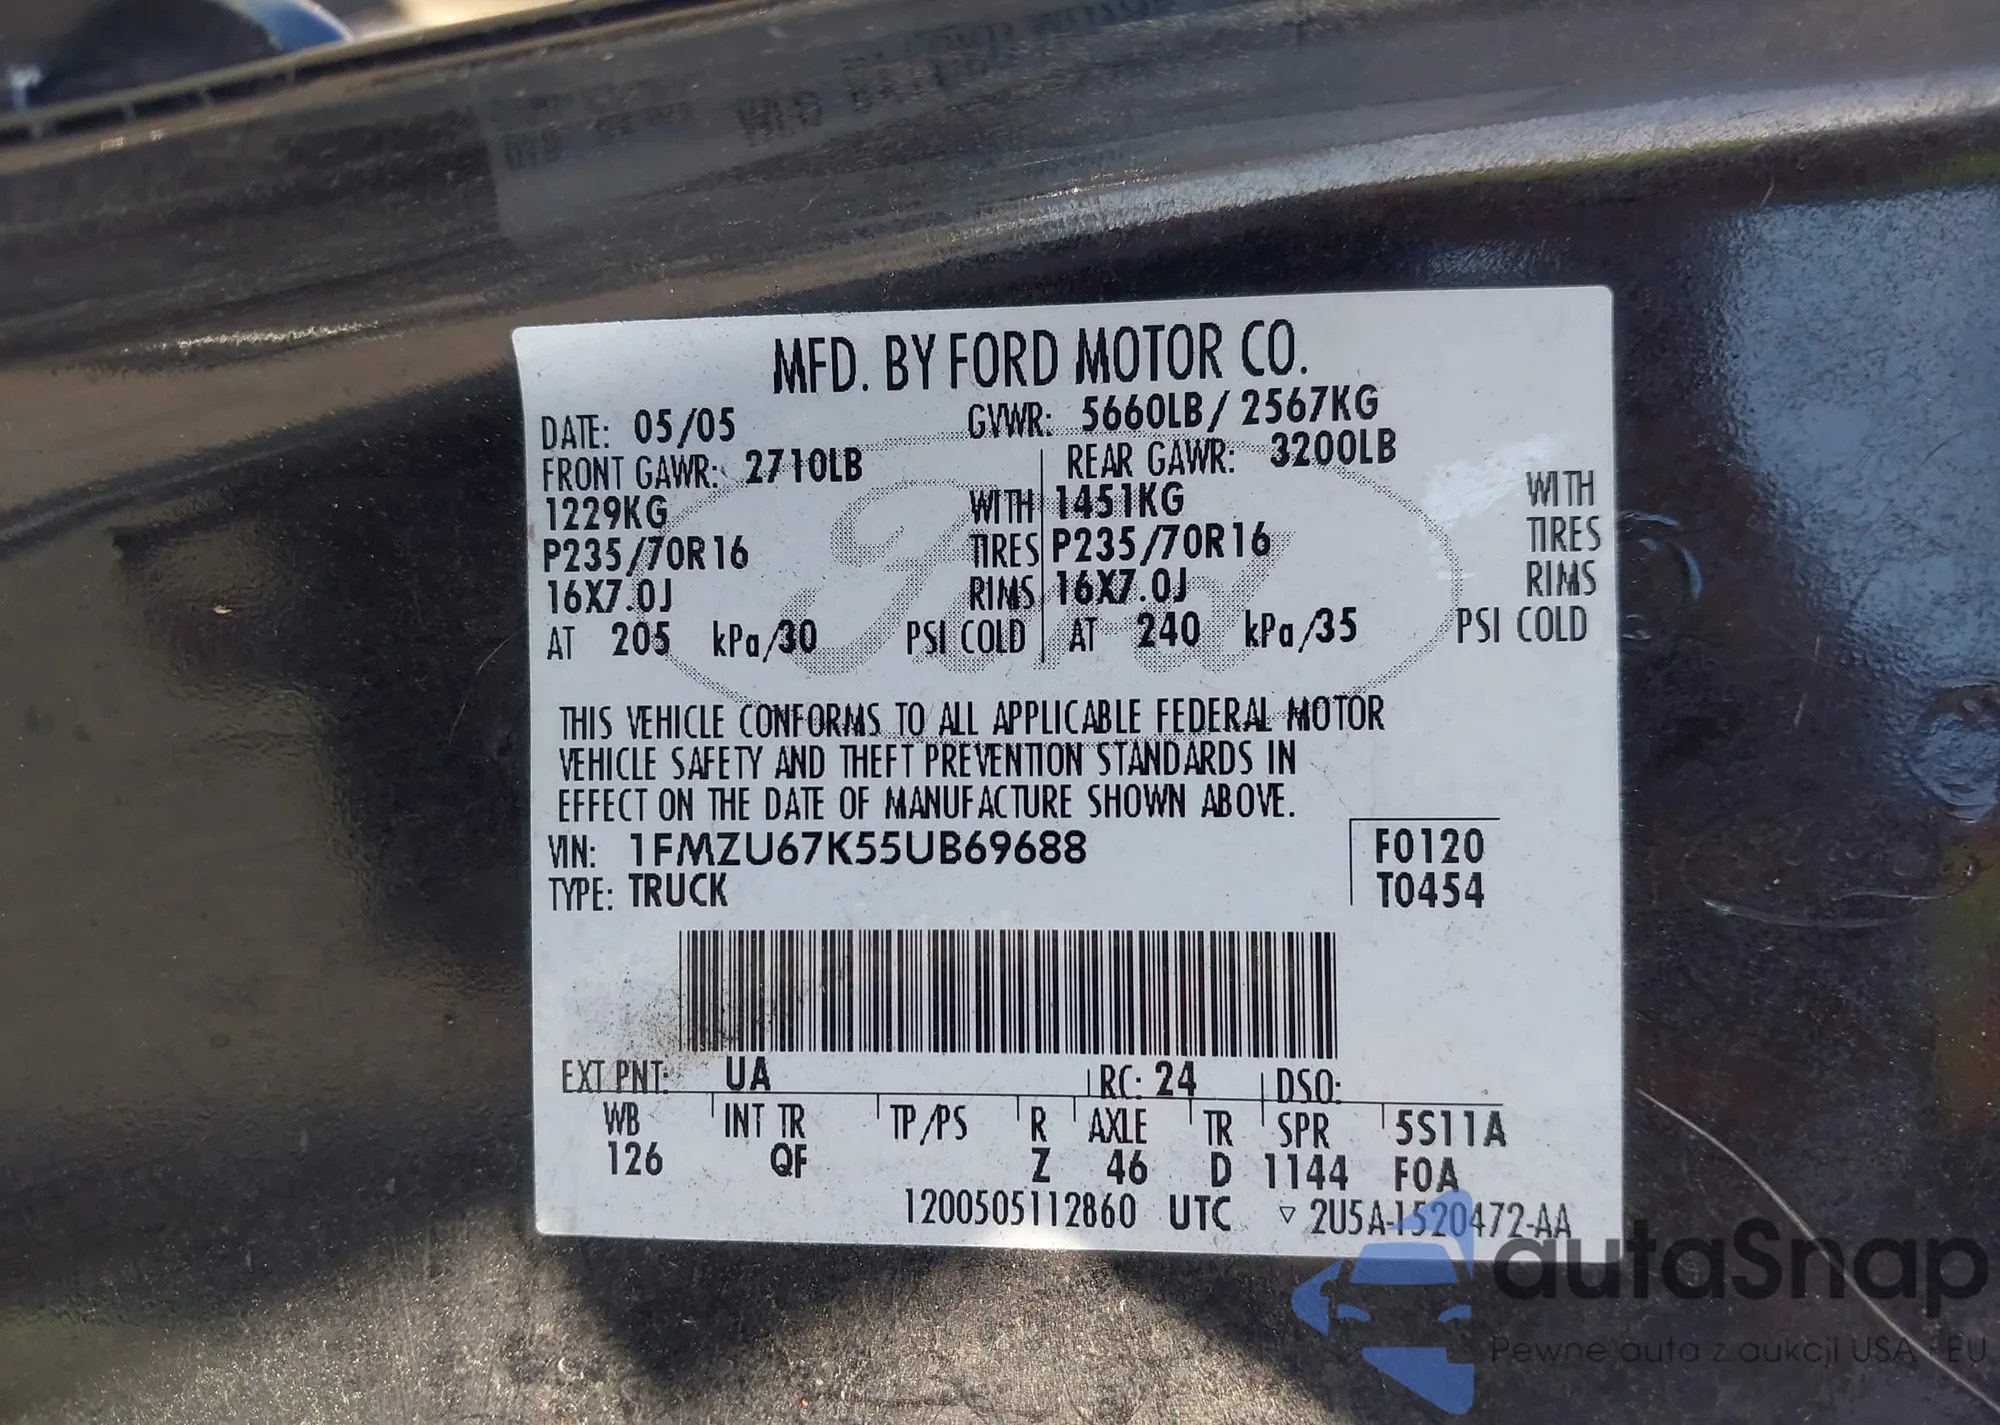 MFD. BY FORD MOTOR CO.
DATE: 05/05 GVWR: 5660LB/2567KG
FRONT GAWR: 2710LB REAR GAWR: 3200LB
1229KG WITH 1451KG WITH
P235/70R16 TIRES P235/70R16 TIRES
16X7.0J RIMS 16X7.0J RIMS
AT 205 kPa/30 PSI COLD AT 240 kPa/35 PSI COLD
THIS VEHICLE CONFORMS TO ALL APPLICABLE FEDERAL MOTOR
VEHICLE SAFETY AND THEFT PREVENTION STANDARDS IN
EFFECT ON THE DATE OF MANUFACTURE SHOWN ABOVE.
VIN: 1FMZU67K55UB69688 F0120
TYPE: TRUCK T0454
EXT PNT: UA RC: 24 DSO:
WB INT TR TP/PS R AXLE TR SPR 5S11A
126 QF Z 46 D 1144 F0A
1200505112860 UTC ▽ 2U5A-1520472-AA
Ford
autaSnap
Pewne auta z aukcji USA i EU